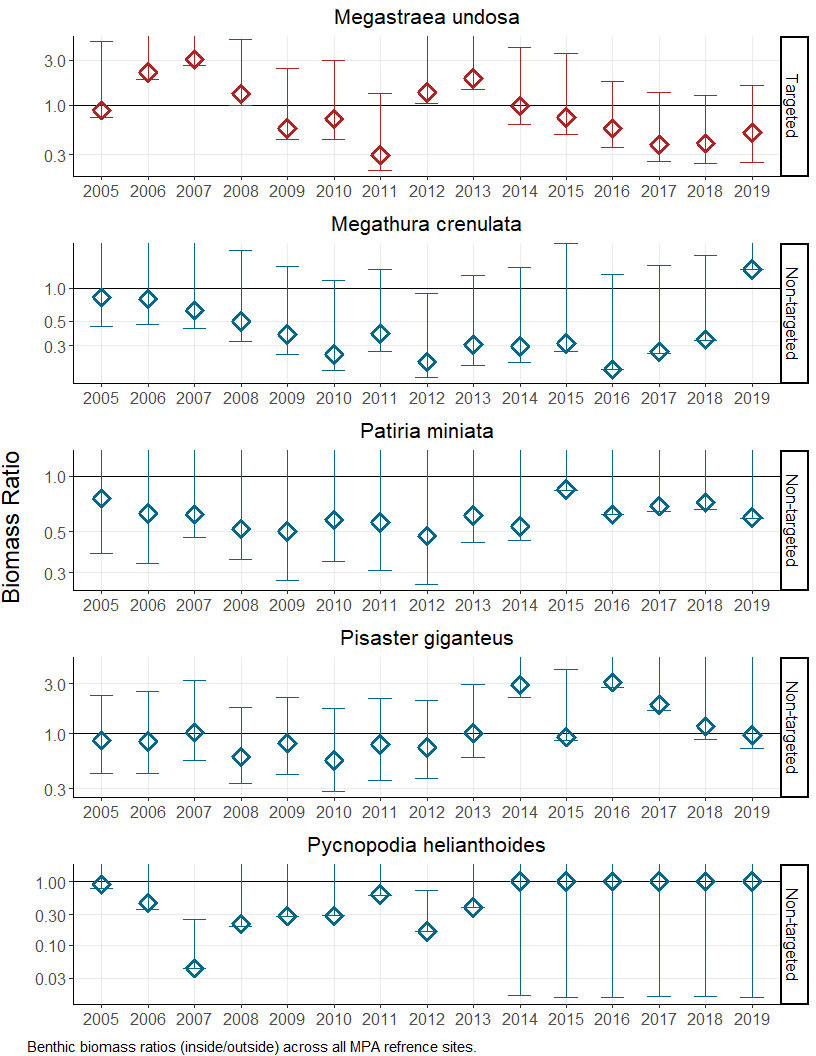 Megastraea undosa
3.0
1.0
0.3
Targeted
2005 2006 2007 2008 2009 2010 2011 2012 2013 2014 2015 2016 2017 2018 2019
Megathura crenulata
1.0
0.5
0.3
Non-targeted
2005 2006 2007 2008 2009 2010 2011 2012 2013 2014 2015 2016 2017 2018 2019
Biomass Ratio
Patiria miniata
1.0
0.5
0.3
Non-targeted
2005 2006 2007 2008 2009 2010 2011 2012 2013 2014 2015 2016 2017 2018 2019
Pisaster giganteus
3.0
1.0
0.3
Non-targeted
2005 2006 2007 2008 2009 2010 2011 2012 2013 2014 2015 2016 2017 2018 2019
Pycnopodia helianthoides
1.00
0.30
0.10
0.03
Non-targeted
2005 2006 2007 2008 2009 2010 2011 2012 2013 2014 2015 2016 2017 2018 2019
Benthic biomass ratios (inside/outside) across all MPA refrence sites.